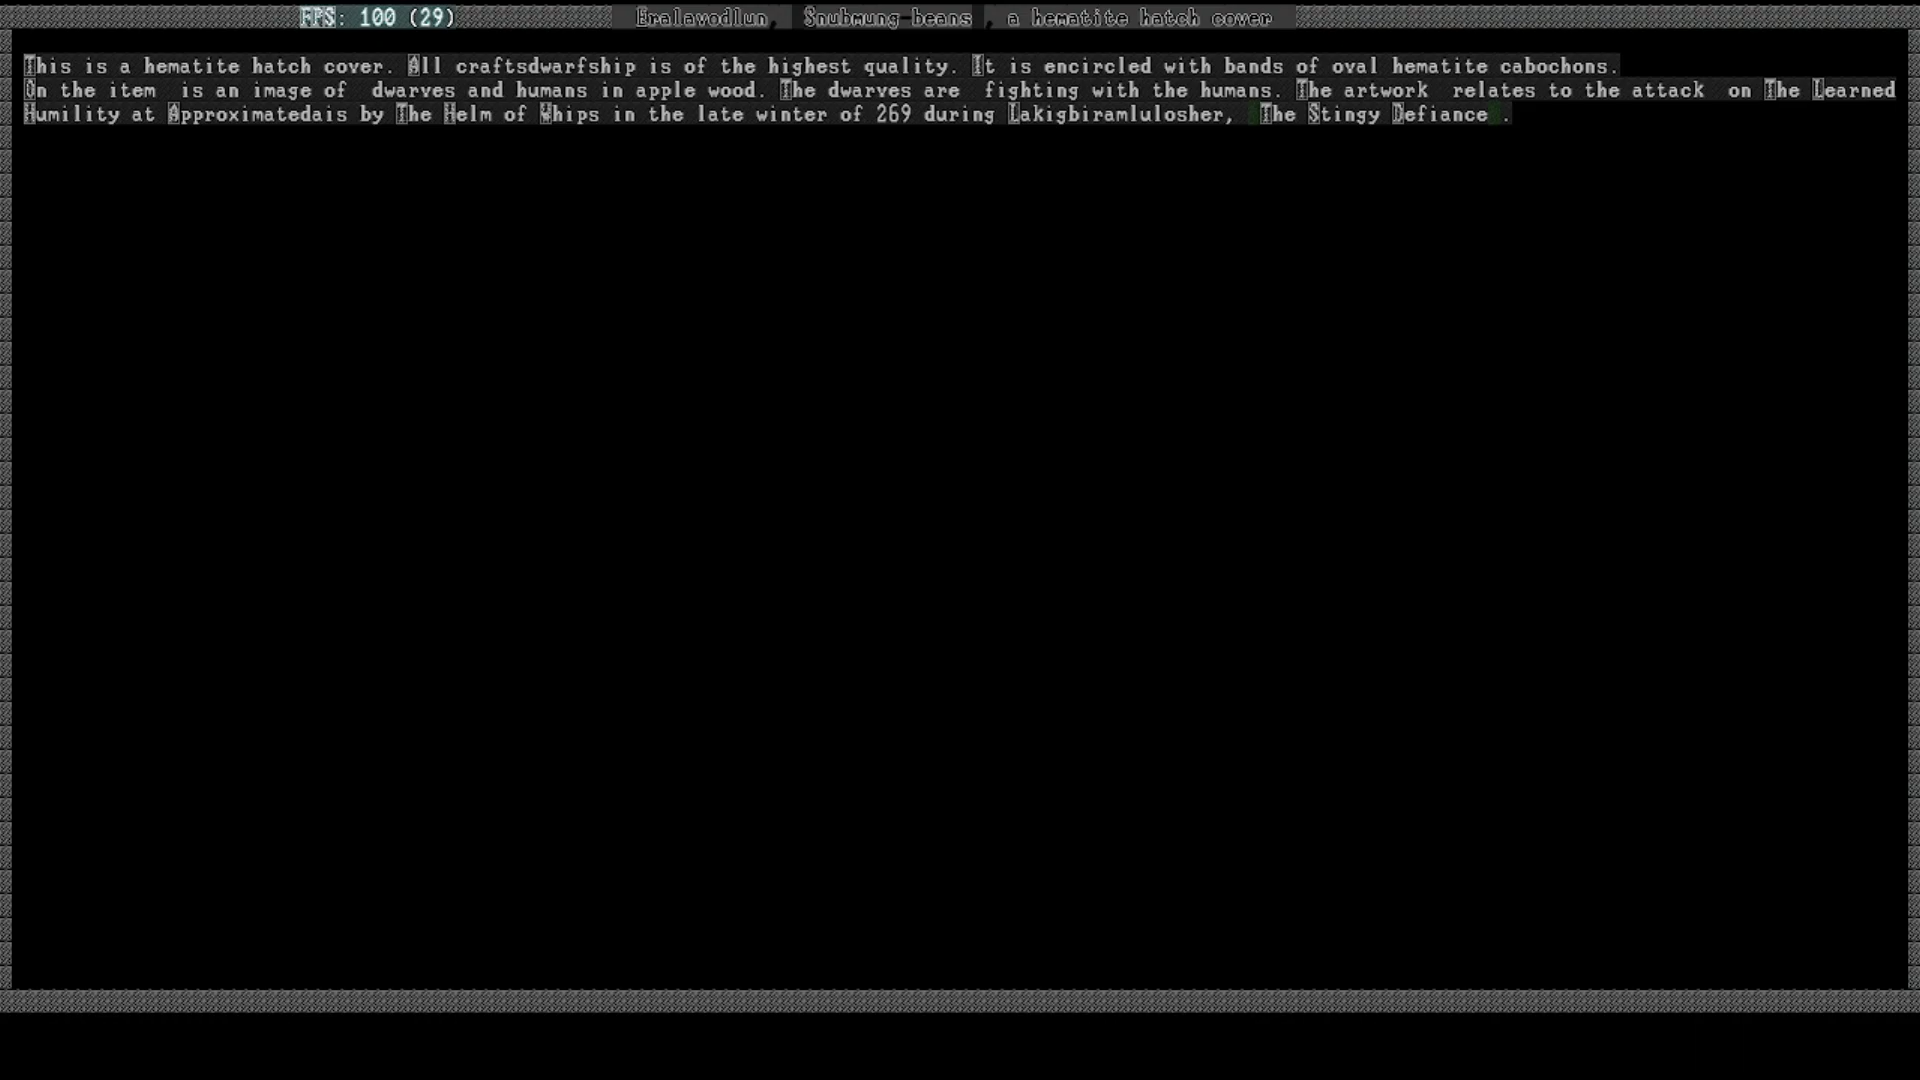 FPS: 100 (29) Eralavodlun, Snubmung-beans, a hematite hatch cover
This is a hematite hatch cover. All craftsdwarfship is of the highest quality. It is encircled with bands of oval hematite cabochons.
On the item is an image of dwarves and humans in apple wood. The dwarves are fighting with the humans. The artwork relates to the attack on The Learned
Humility at Approximatedais by The Helm of Whips in the late winter of 269 during Lakigbiramlulosher, The Stingy Defiance .